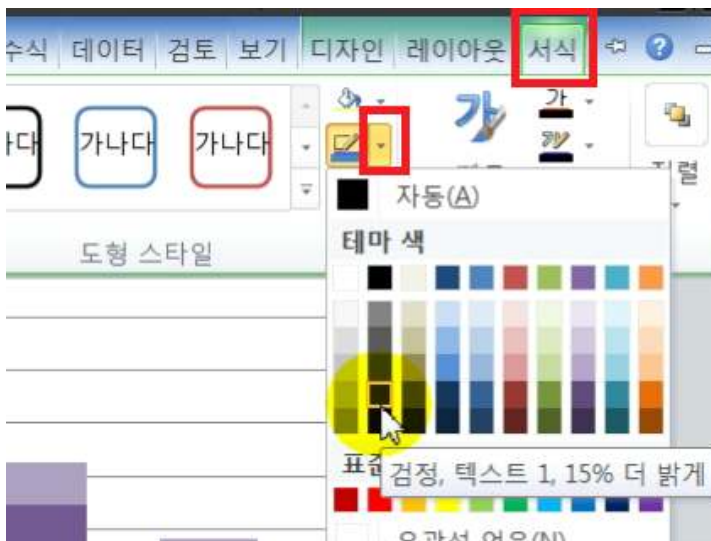 수식 데이터 검토 보기 디자인 레이아웃 서식
가나다 가나다 가 가
자동(A)
도형 스타일
테마 색
검정, 텍스트 1, 15% 더 밝게